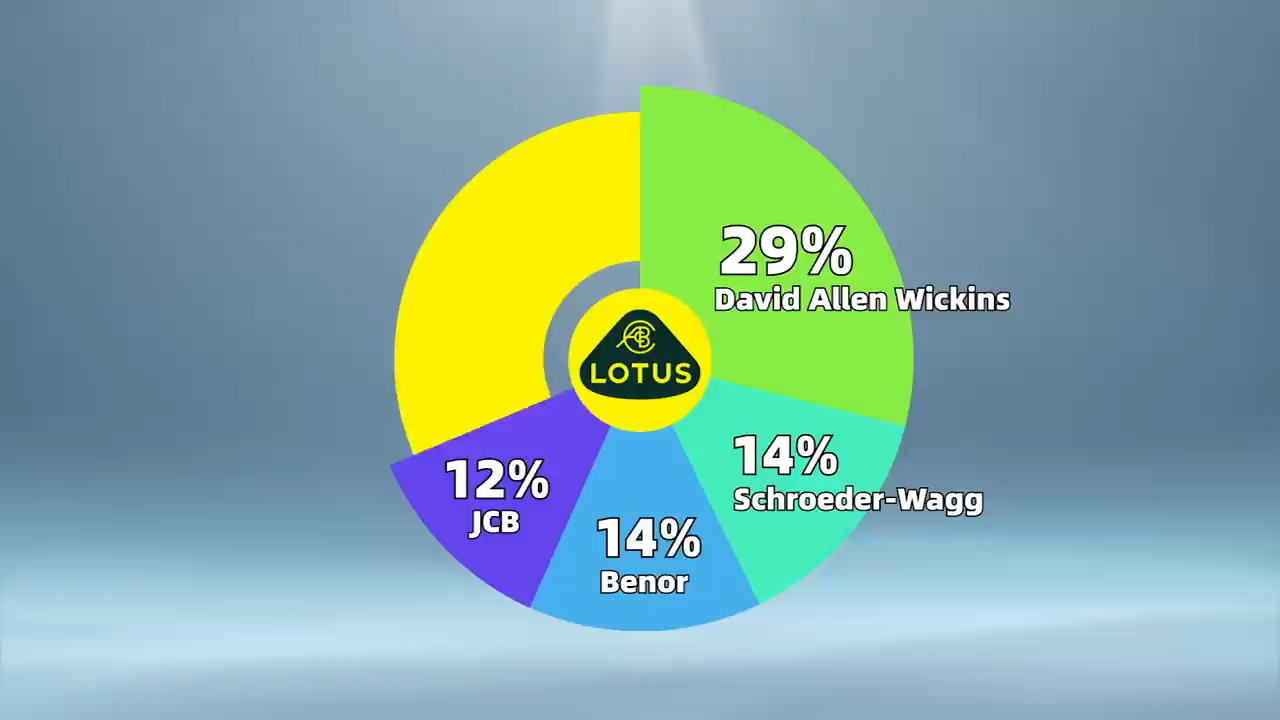 29%
David Allen Wickins
14%
Schroeder-Wagg
14%
Benor
12%
JCB
LOTUS